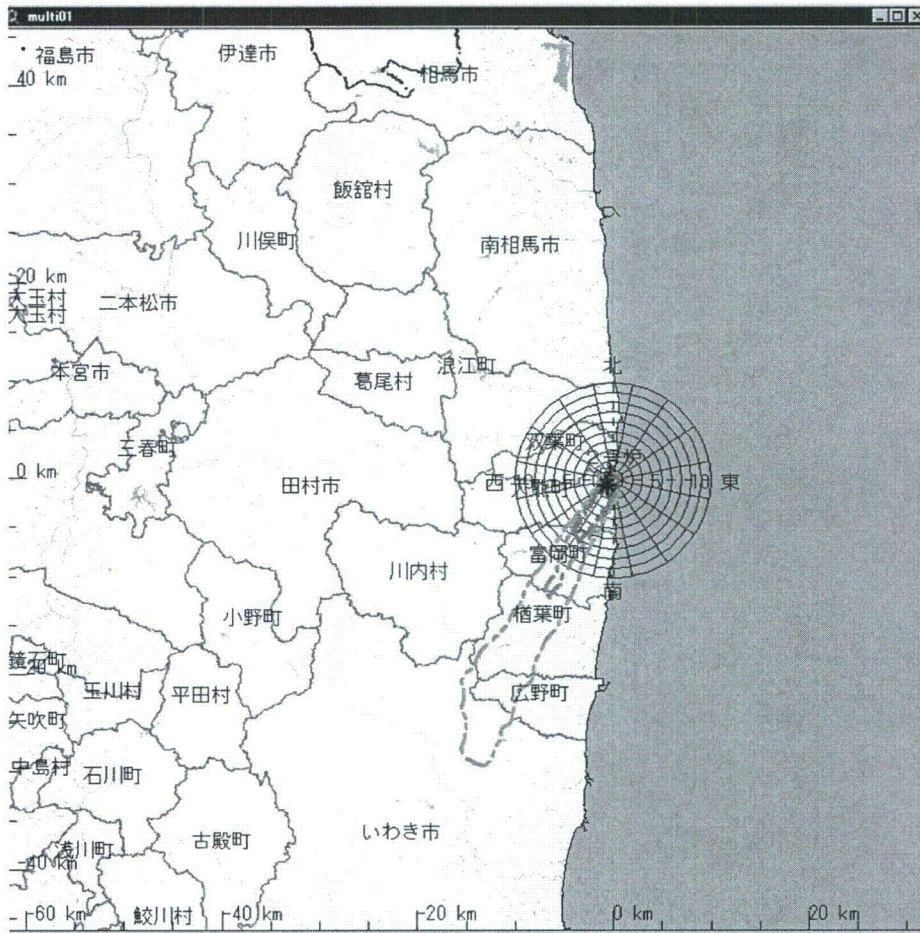 multi01
福島市
伊達市
相馬市
40 km
飯舘村
川俣町
南相馬市
20 km
大玉村
二本松市
大玉村
北
浪江町
本宮市
葛尾村
双葉町
三春町
0 km
田村市
西
東
富岡町
川内村
南
小野町
楢葉町
鏡石町
-20 km
玉川村
平田村
広野町
矢吹町
中島村
石川町
いわき市
古殿町
浅川町
-40 km
鮫川村
-60 km
-40 km
-20 km
0 km
20 km